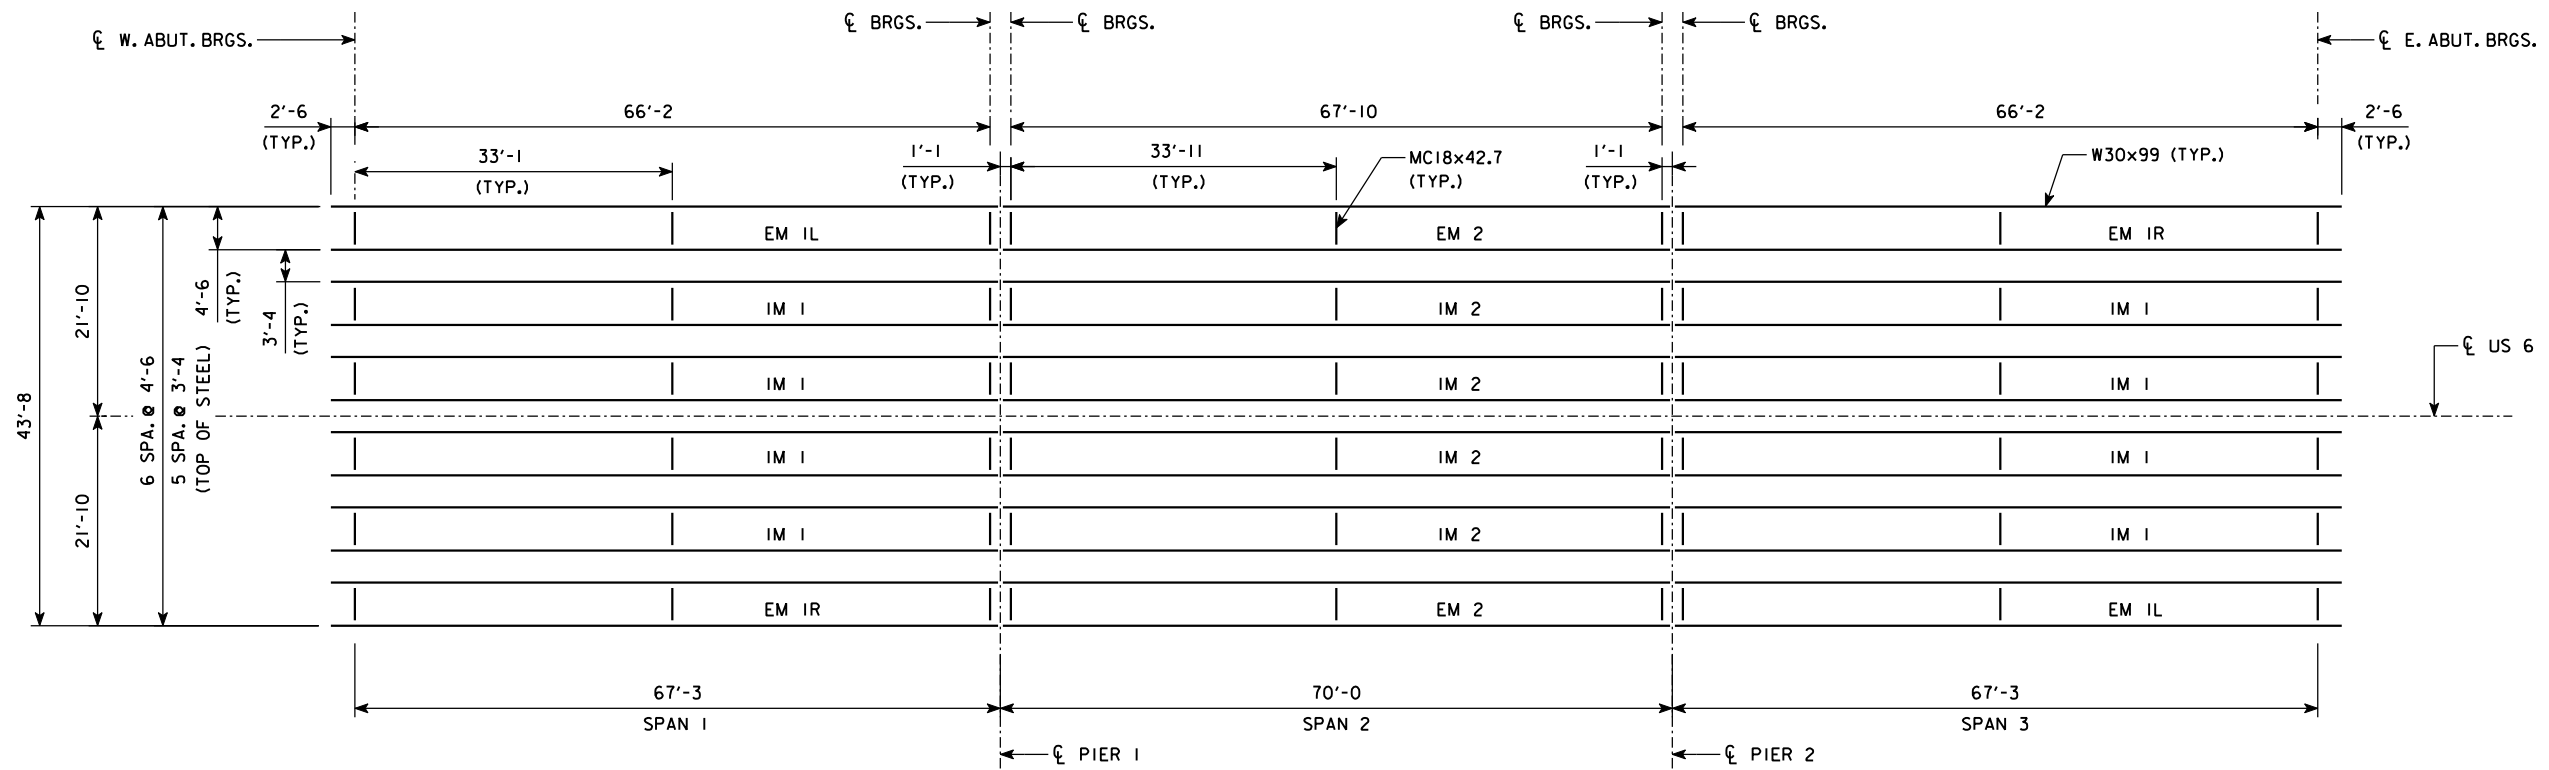 ℄ BRGS.
℄ BRGS.
℄ BRGS.
℄ BRGS.
℄ W. ABUT. BRGS.
℄ E. ABUT. BRGS.
2'-6
(TYP.)
66'-2
67'-10
66'-2
2'-6
(TYP.)
33'-1
(TYP.)
1'-1
(TYP.)
33'-11
(TYP.)
MC18x42.7
(TYP.)
1'-1
(TYP.)
W30x99 (TYP.)
EM 1L
EM 2
EM 1R
IM 1
IM 2
IM 1
IM 1
IM 2
IM 1
IM 1
IM 2
IM 1
IM 1
IM 2
IM 1
EM 1R
EM 2
EM 1L
43'-8
21'-10
21'-10
6 SPA. @ 4'-6
5 SPA. @ 3'-4
(TOP OF STEEL)
4'-6
(TYP.)
3'-4
(TYP.)
℄ US 6
67'-3
SPAN 1
70'-0
SPAN 2
67'-3
SPAN 3
℄ PIER 1
℄ PIER 2